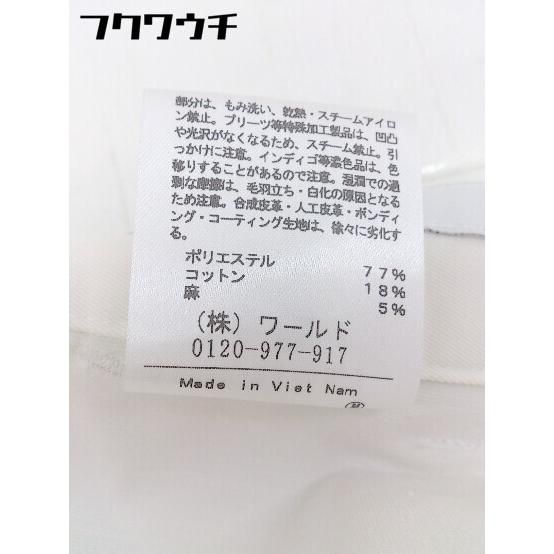 フクワウチ
部分は、もみ洗い、乾熱・スチームアイロ
ン禁止。プリーツ等特殊加工製品は、凹凸
や光沢がなくなるため、スチーム禁止。引
っかけに注意。インディゴ等濃色品は、色
移りすることがあるので注意。湿潤での過
剰な摩擦は、毛羽立ち・白化の原因となる
ため注意。合成皮革・人工皮革・ボンディ
ング・コーティング生地は、徐々に劣化す
る。
ポリエステル 77%
コットン 18%
麻 5%
(株)ワールド
0120-977-917
Made in Viet Nam